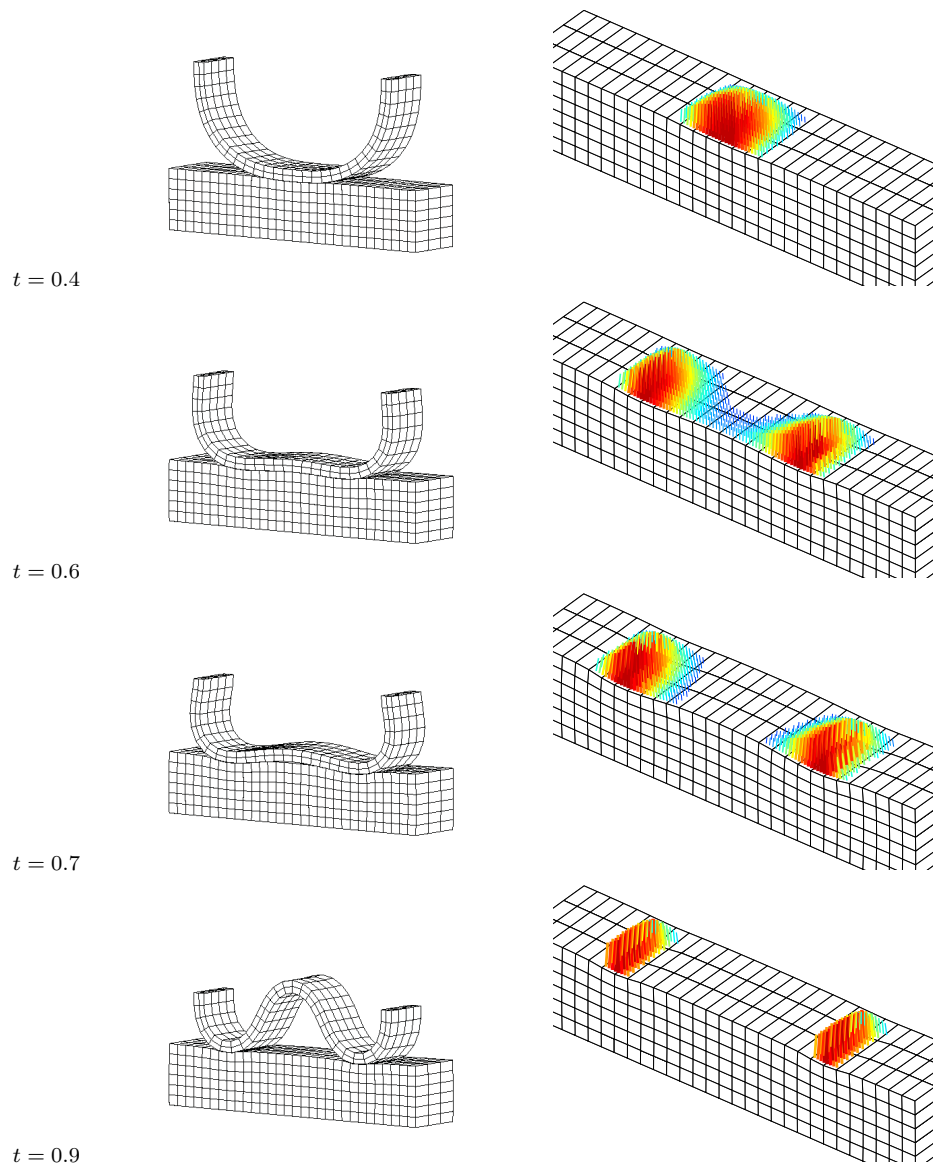 t = 0.4
t = 0.6
t = 0.7
t = 0.9